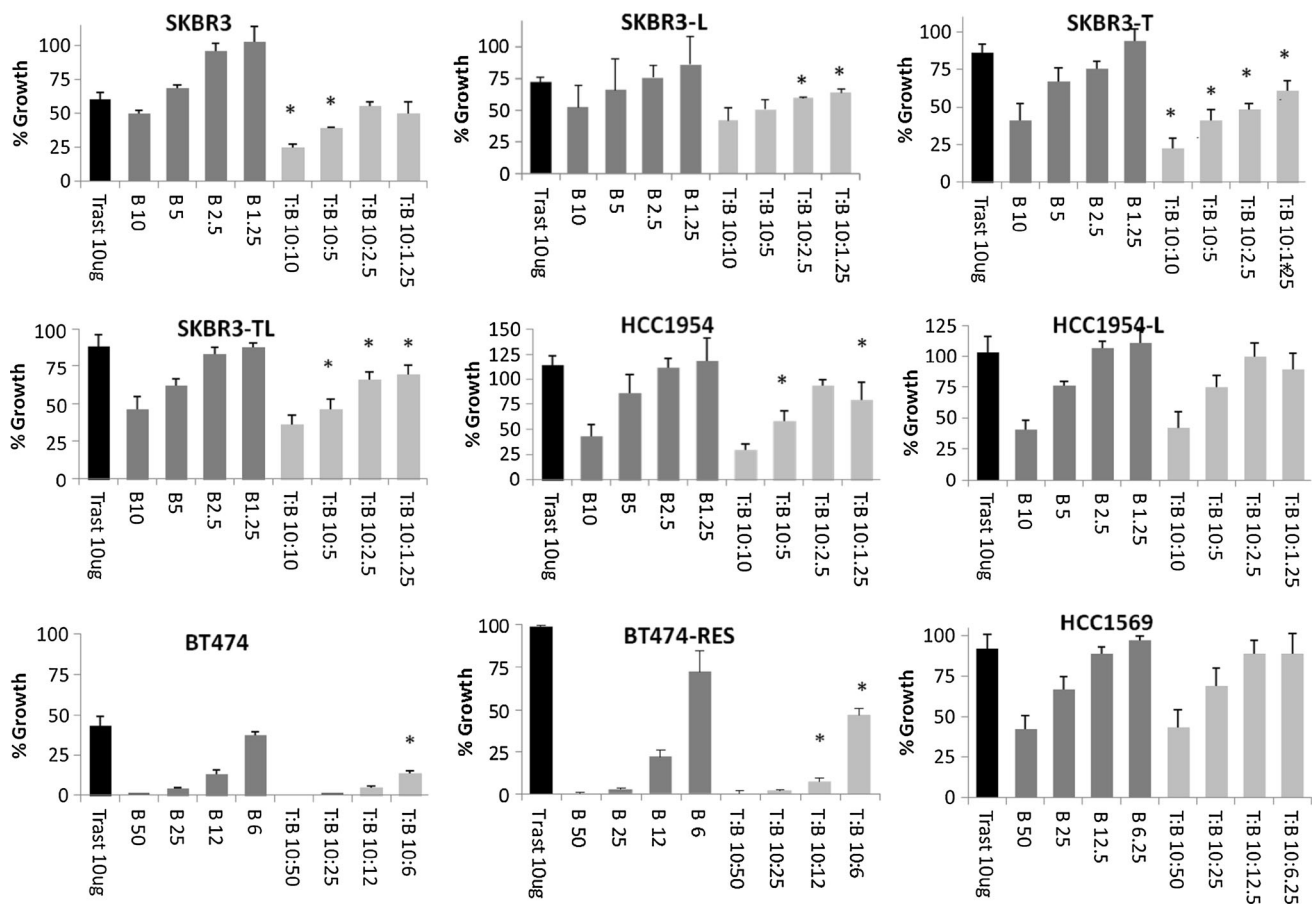 SKBR3
% Growth
100
75
50
25
0
* *
Trast 10ug
B 10
B 5
B 2.5
B 1.25
T:B 10:10
T:B 10:5
T:B 10:2.5
T:B 10:1.25
SKBR3-L
% Growth
100
75
50
25
0
* *
Trast 10ug
B 10
B 5
B 2.5
B 1.25
T:B 10:10
T:B 10:5
T:B 10:2.5
T:B 10:1.25
SKBR3-T
% Growth
100
75
50
25
0
* * * *
Trast 10ug
B 10
B 5
B 2.5
B 1.25
T:B 10:10
T:B 10:5
T:B 10:2.5
T:B 10:1*25
SKBR3-TL
% Growth
100
75
50
25
0
* * *
Trast 10ug
B10
B5
B2.5
B1.25
T:B 10:10
T:B 10:5
T:B 10:2.5
T:B 10:1.25
HCC1954
% Growth
150
125
100
75
50
25
0
* *
Trast 10ug
B10
B5
B2.5
B1.25
T:B 10:10
T:B 10:5
T:B 10:2.5
T:B 10:1.25
HCC1954-L
% Growth
125
100
75
50
25
0
Trast 10ug
B 10
B 5
B 2.5
B 1.25
T:B 10:10
T:B 10:5
T:B 10:2.5
T:B 10:1.25
BT474
% Growth
100
75
50
25
0
*
Trast 10ug
B 50
B 25
B 12
B 6
T:B 10:50
T:B 10:25
T:B 10:12
T:B 10:6
BT474-RES
% Growth
100
75
50
25
0
* *
Trast 10ug
B 50
B 25
B 12
B 6
T:B 10:50
T:B 10:25
T:B 10:12
T:B 10:6
HCC1569
% Growth
100
75
50
25
0
Trast 10ug
B 50
B 25
B 12.5
B 6.25
T:B 10:50
T:B 10:25
T:B 10:12.5
T:B 10:6.25